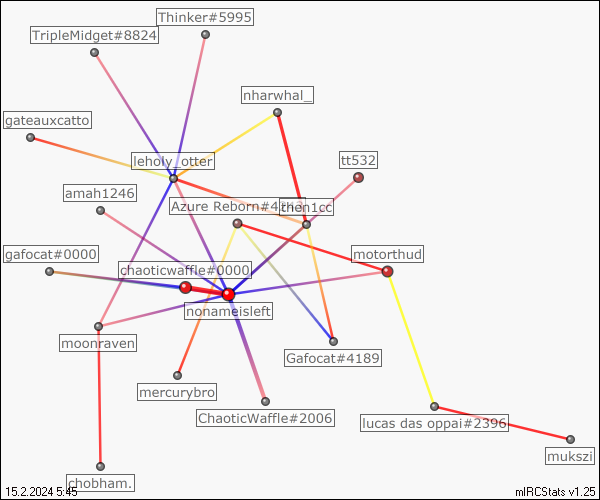 Thinker#5995
TripleMidget#8824
nharwhal_
gateauxcatto
leholy_otter
tt532
amah1246
Azure Reborn#4
chen1cc
gafocat#0000
motorthud
chaoticwaffle#0000
nonameisleft
moonraven
Gafocat#4189
mercurybro
ChaoticWaffle#2006
lucas das oppai#2396
mukszi
chobham.
15.2.2024 5:45
mIRCStats v1.25